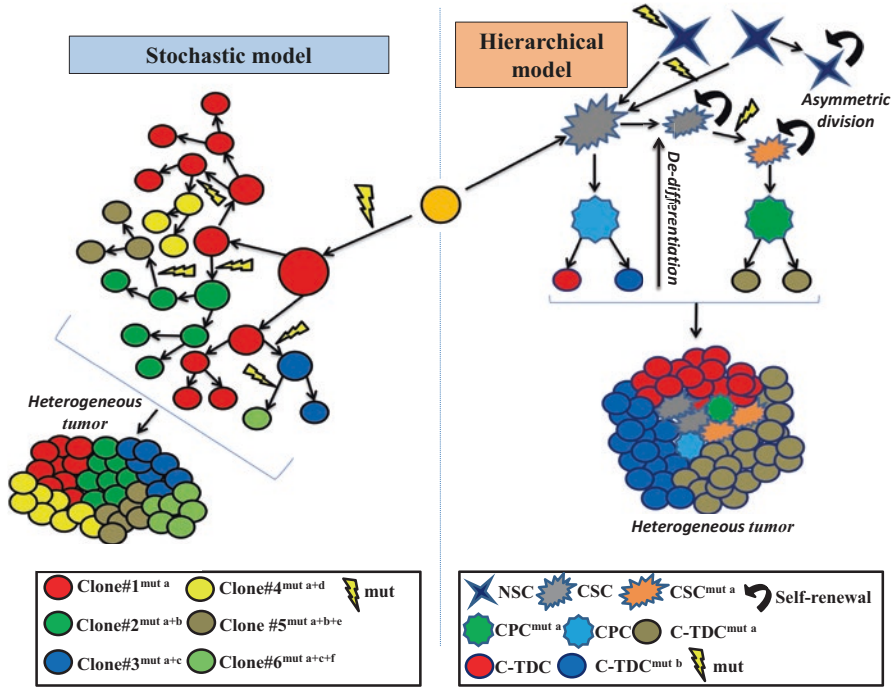 Stochastic model
Hierarchical
model
Asymmetric
division
De-differentiation
Heterogeneous
tumor
Heterogeneous tumor
Clone#1mut a
Clone#4mut a+d
mut
Clone#2mut a+b
Clone #5mut a+b+e
Clone#3mut a+c
Clone#6mut a+c+f
NSC
CSC
CSCmut a
Self-renewal
CPCmut a
CPC
C-TDCmut a
C-TDC
C-TDCmut b
mut